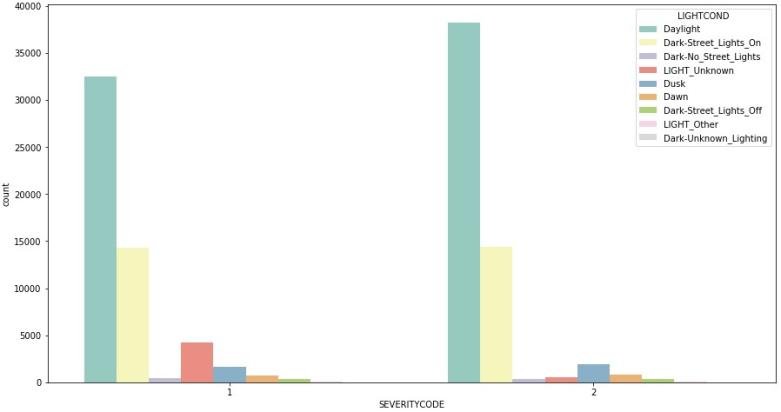 40000
35000
30000
25000
20000
15000
10000
5000
0
count
1
2
SEVERITYCODE
LIGHTCOND
Daylight
Dark-Street_Lights_On
Dark-No_Street_Lights
LIGHT_Unknown
Dusk
Dawn
Dark-Street_Lights_Off
LIGHT_Other
Dark-Unknown_Lighting